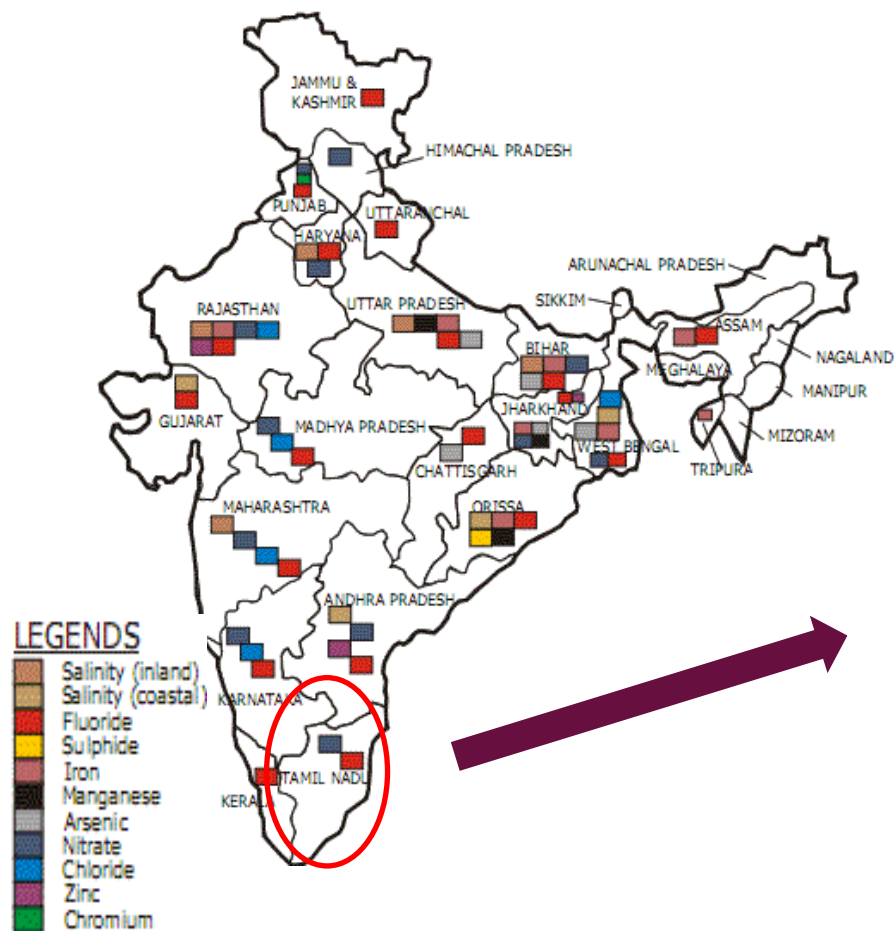 JAMMU &
KASHMIR
HIMACHAL PRADESH
PUNJAB
UTTARANCHAL
HARYANA
ARUNACHAL PRADESH
SIKKIM
RAJASTHAN
UTTAR PRADESH
ASSAM
BIHAR
NAGALAND
MEGHALAYA
MANIPUR
GUJARAT
JHARKHAND
MADHYA PRADESH
MIZORAM
WEST BENGAL
TRIPURA
CHATTISGARH
MAHARASHTRA
ORISSA
ANDHRA PRADESH
KARNATAKA
TAMIL NADU
KERALA
LEGENDS
Salinity (inland)
Salinity (coastal)
Fluoride
Sulphide
Iron
Manganese
Arsenic
Nitrate
Chloride
Zinc
Chromium